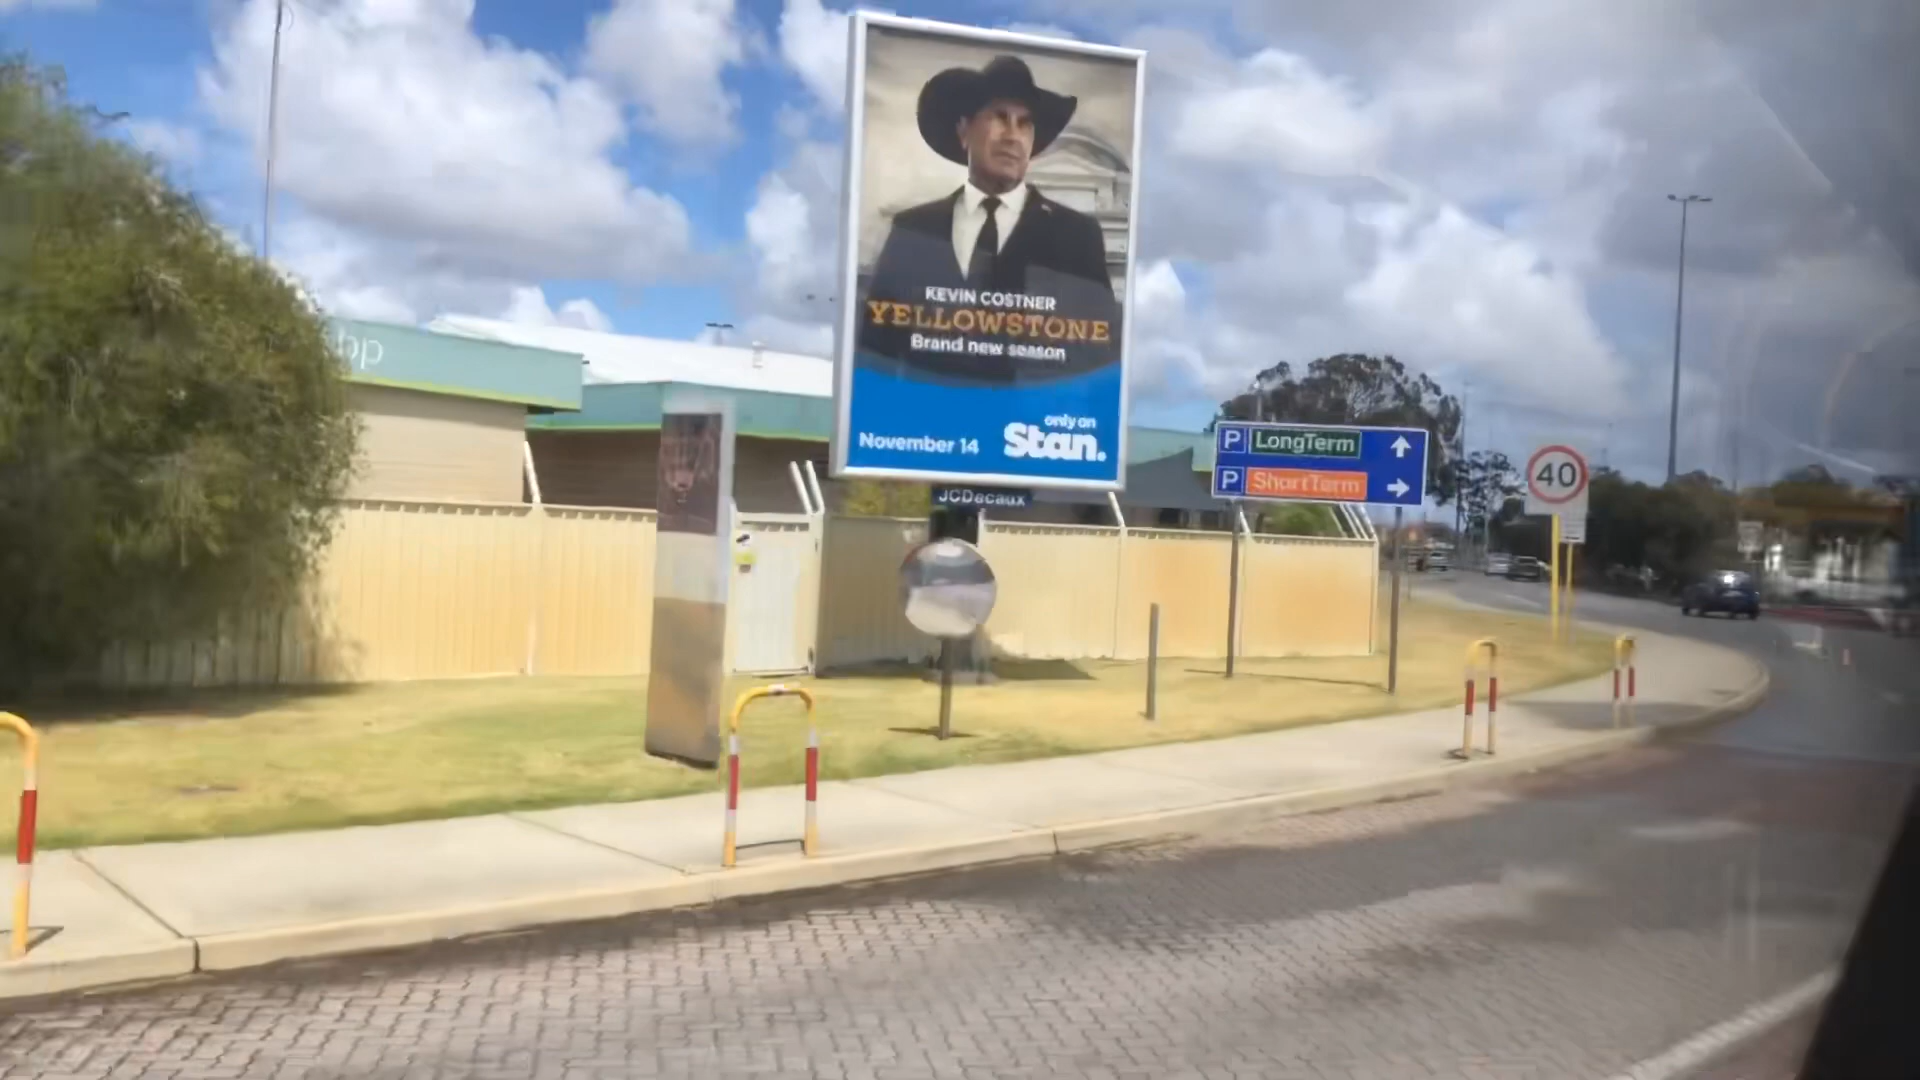 bp
KEVIN COSTNER
YELLOWSTONE
Brand new season
November 14
only on
Stan.
JCDecaux
P LongTerm
P ShortTerm
40